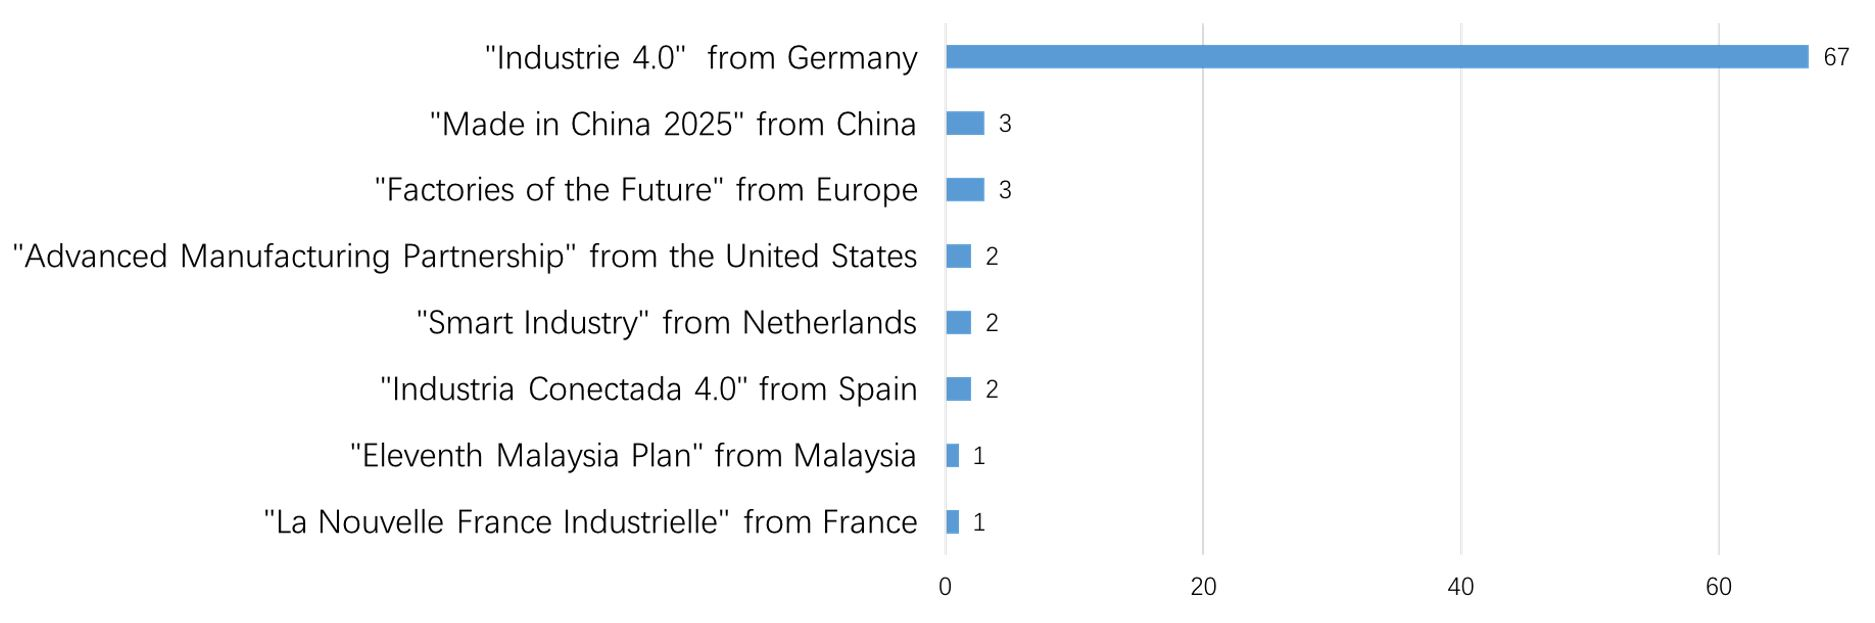 "Industrie 4.0"  from Germany
67
"Made in China 2025" from China
3
"Factories of the Future" from Europe
3
"Advanced Manufacturing Partnership" from the United States
2
"Smart Industry" from Netherlands
2
"Industria Conectada 4.0" from Spain
2
"Eleventh Malaysia Plan" from Malaysia
1
"La Nouvelle France Industrielle" from France
1
0 20 40 60